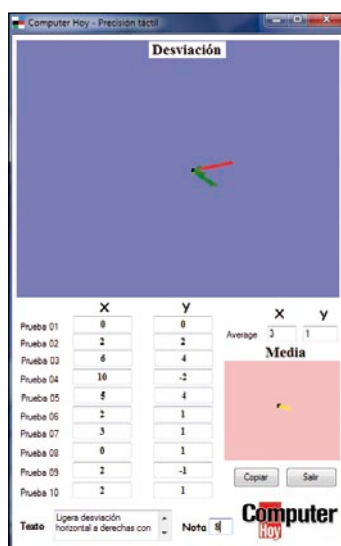 Computer Hoy - Precisión táctil
Desviación
X Y
Prueba 01 0 0
Prueba 02 2 2
Prueba 03 6 4
Prueba 04 10 -2
Prueba 05 5 4
Prueba 06 2 1
Prueba 07 3 1
Prueba 08 0 1
Prueba 09 2 -1
Prueba 10 2 1
X Y
Average 3 1
Media
Copiar Salir
Texto Ligera desviación
horizontal a derechas con
Nota 8
Computer
Hoy